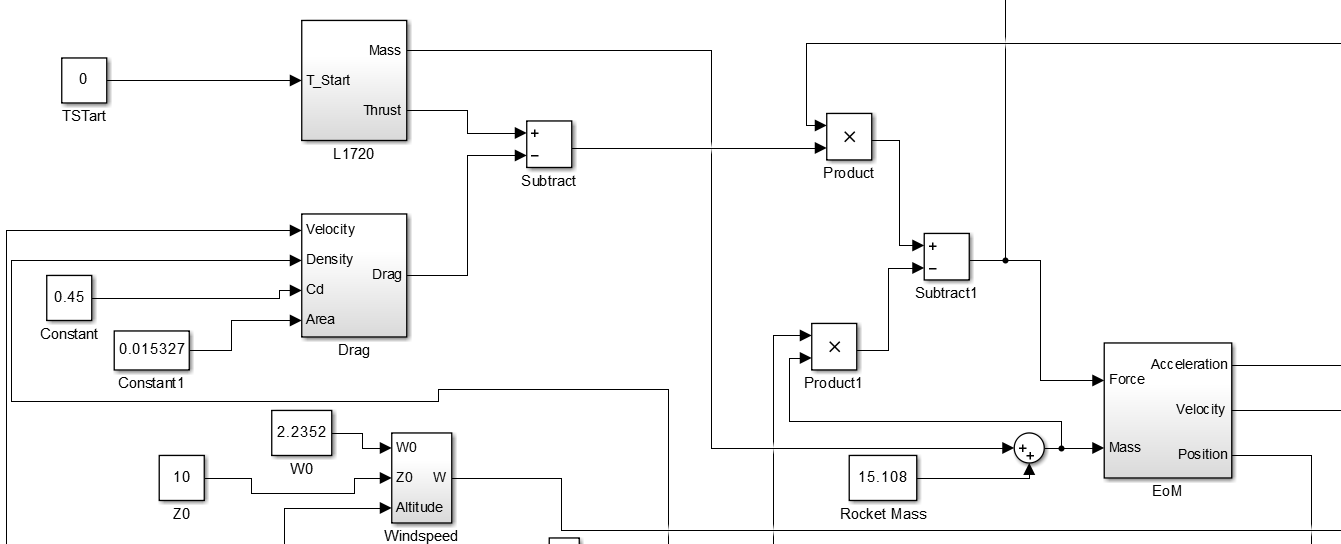 Mass
0
T_Start
TSTart
Thrust
+
−
×
L1720
Subtract
Product
Velocity
Density
Drag
Cd
0.45
Area
Constant
0.015327
Drag
Constant1
+
−
Subtract1
×
Product1
Acceleration
Force
Velocity
2.2352
W0
W0
Mass
Position
10
Z0
W
15.108
+
+
EoM
Z0
Altitude
Rocket Mass
Windspeed